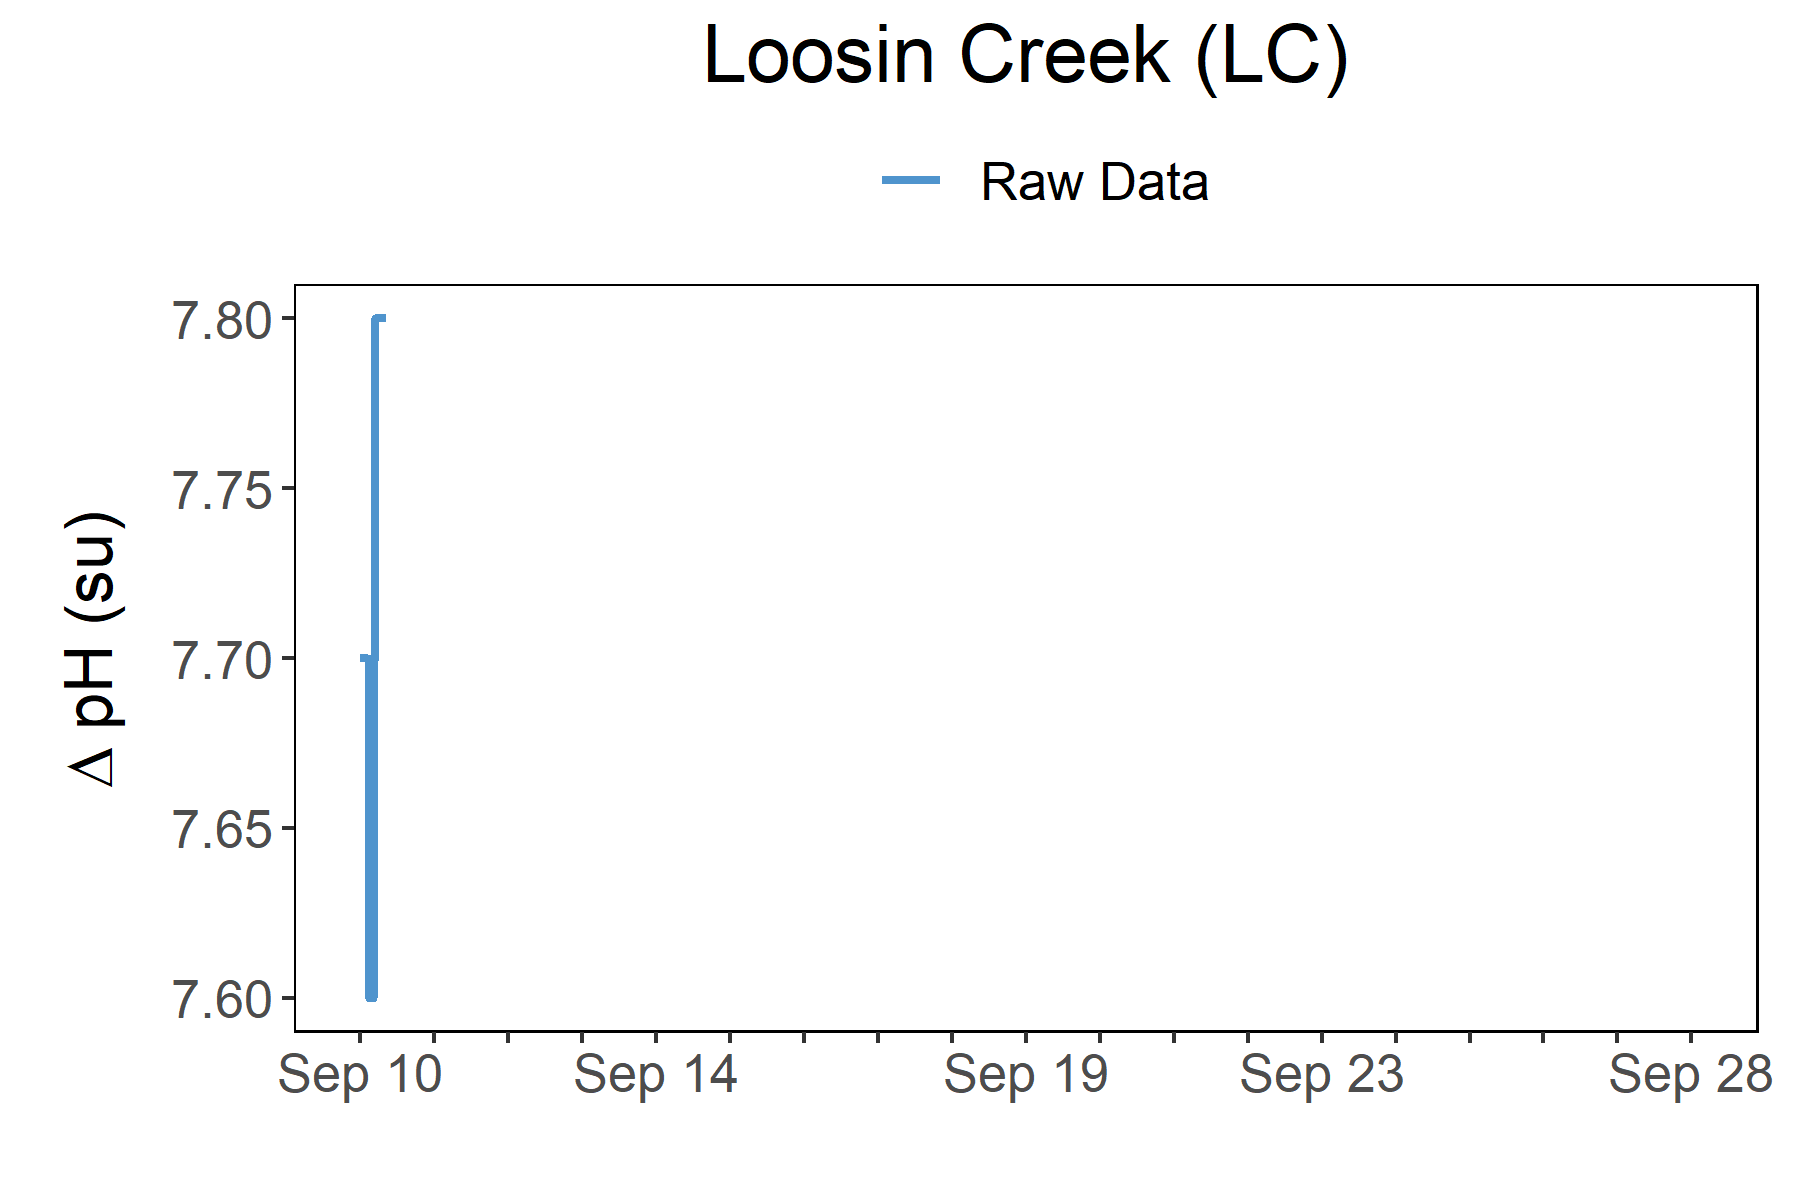 Loosin Creek (LC)
Raw Data
Δ pH (su)
7.80
7.75
7.70
7.65
7.60
Sep 10 Sep 14 Sep 19 Sep 23 Sep 28